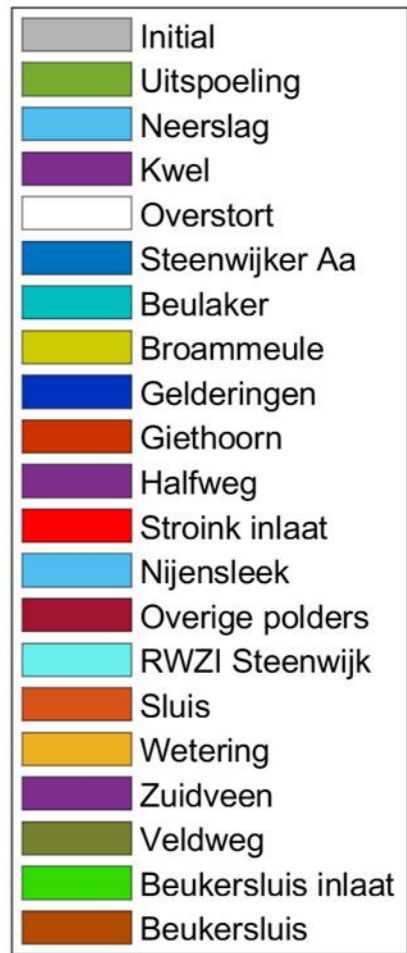 Initial
Uitspoeling
Neerslag
Kwel
Overstort
Steenwijker Aa
Beulaker
Broammeule
Gelderingen
Giethoorn
Halfweg
Stroink inlaat
Nijensleek
Overige polders
RWZI Steenwijk
Sluis
Wetering
Zuidveen
Veldweg
Beukersluis inlaat
Beukersluis